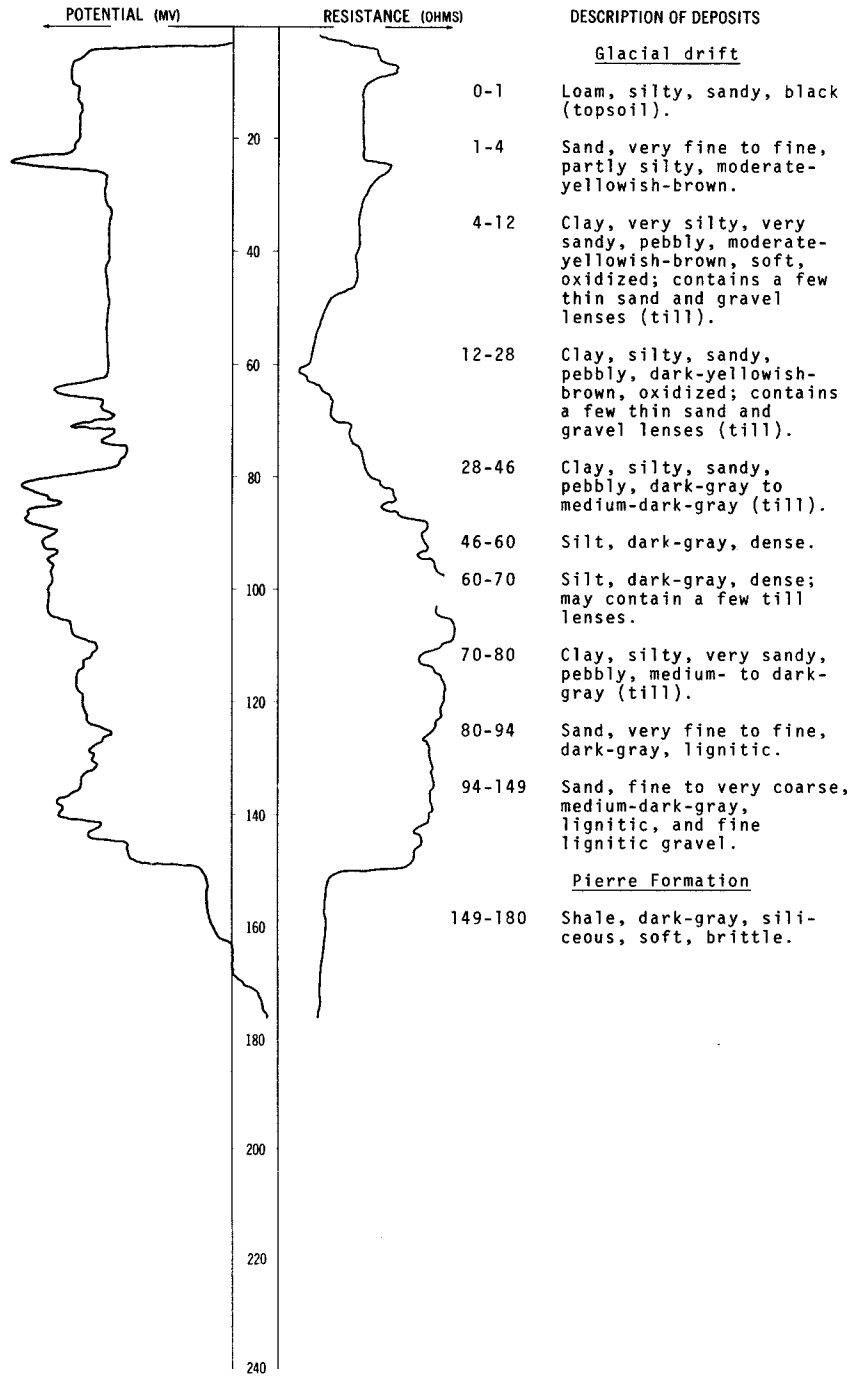 POTENTIAL (MV)
RESISTANCE (OHMS)
DESCRIPTION OF DEPOSITS
Glacial drift
0-1 Loam, silty, sandy, black
(topsoil).
1-4 Sand, very fine to fine,
partly silty, moderate-
yellowish-brown.
4-12 Clay, very silty, very
sandy, pebbly, moderate-
yellowish-brown, soft,
oxidized; contains a few
thin sand and gravel
lenses (till).
12-28 Clay, silty, sandy,
pebbly, dark-yellowish-
brown, oxidized; contains
a few thin sand and
gravel lenses (till).
28-46 Clay, silty, sandy,
pebbly, dark-gray to
medium-dark-gray (till).
46-60 Silt, dark-gray, dense.
60-70 Silt, dark-gray, dense;
may contain a few till
lenses.
70-80 Clay, silty, very sandy,
pebbly, medium- to dark-
gray (till).
80-94 Sand, very fine to fine,
dark-gray, lignitic.
94-149 Sand, fine to very coarse,
medium-dark-gray,
lignitic, and fine
lignitic gravel.
Pierre Formation
149-180 Shale, dark-gray, sili-
ceous, soft, brittle.
20
40
60
80
100
120
140
160
180
200
220
240